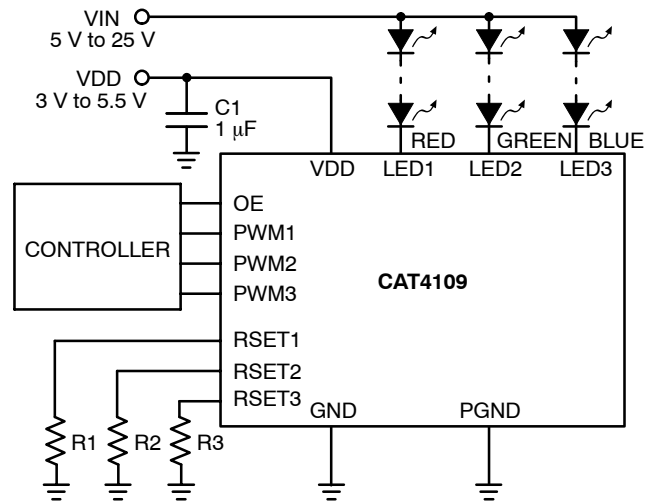 VIN
5 V to 25 V
VDD
3 V to 5.5 V
C1
1 μF
RED
GREEN
BLUE
VDD
LED1
LED2
LED3
CONTROLLER
OE
PWM1
PWM2
PWM3
CAT4109
RSET1
RSET2
RSET3
GND
PGND
R1
R2
R3